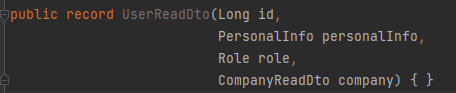 public record UserReadDto(Long id,
PersonalInfo personalInfo,
Role role,
CompanyReadDto company) { }